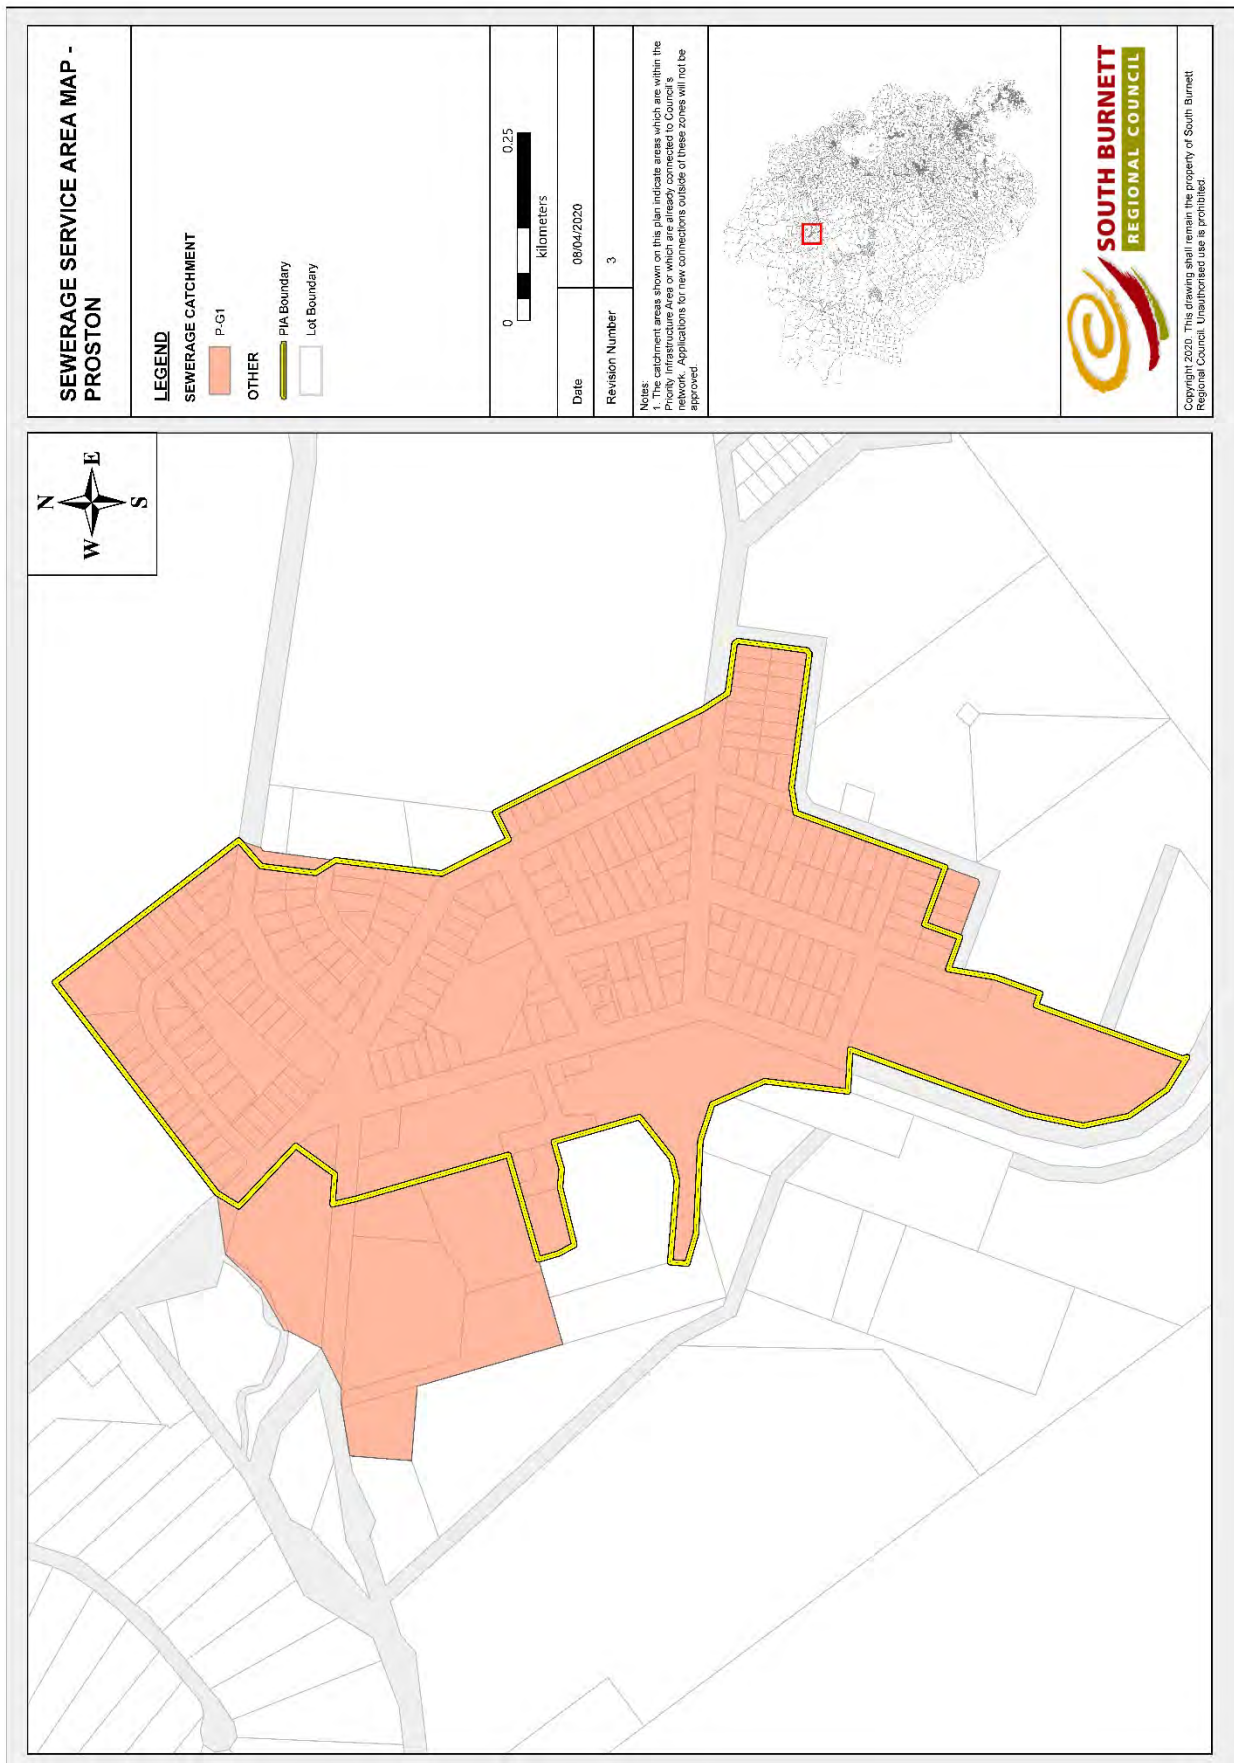 SEWERAGE SERVICE AREA MAP -
PROSTON
LEGEND
SEWERAGE CATCHMENT
P-G1
OTHER
PIA Boundary
Lot Boundary
0 0.25
kilometers
Date 08/04/2020
Revision Number 3
Notes:
1. The catchment areas shown on this plan indicate areas which are within the
Priority Infrastructure Area or which are already connected to Council's
network. Applications for new connections outside of these zones will not be
approved.
SOUTH BURNETT
REGIONAL COUNCIL
Copyright 2020. This drawing shall remain the property of South Burnett
Regional Council. Unauthorised use is prohibited.
N
W E
S